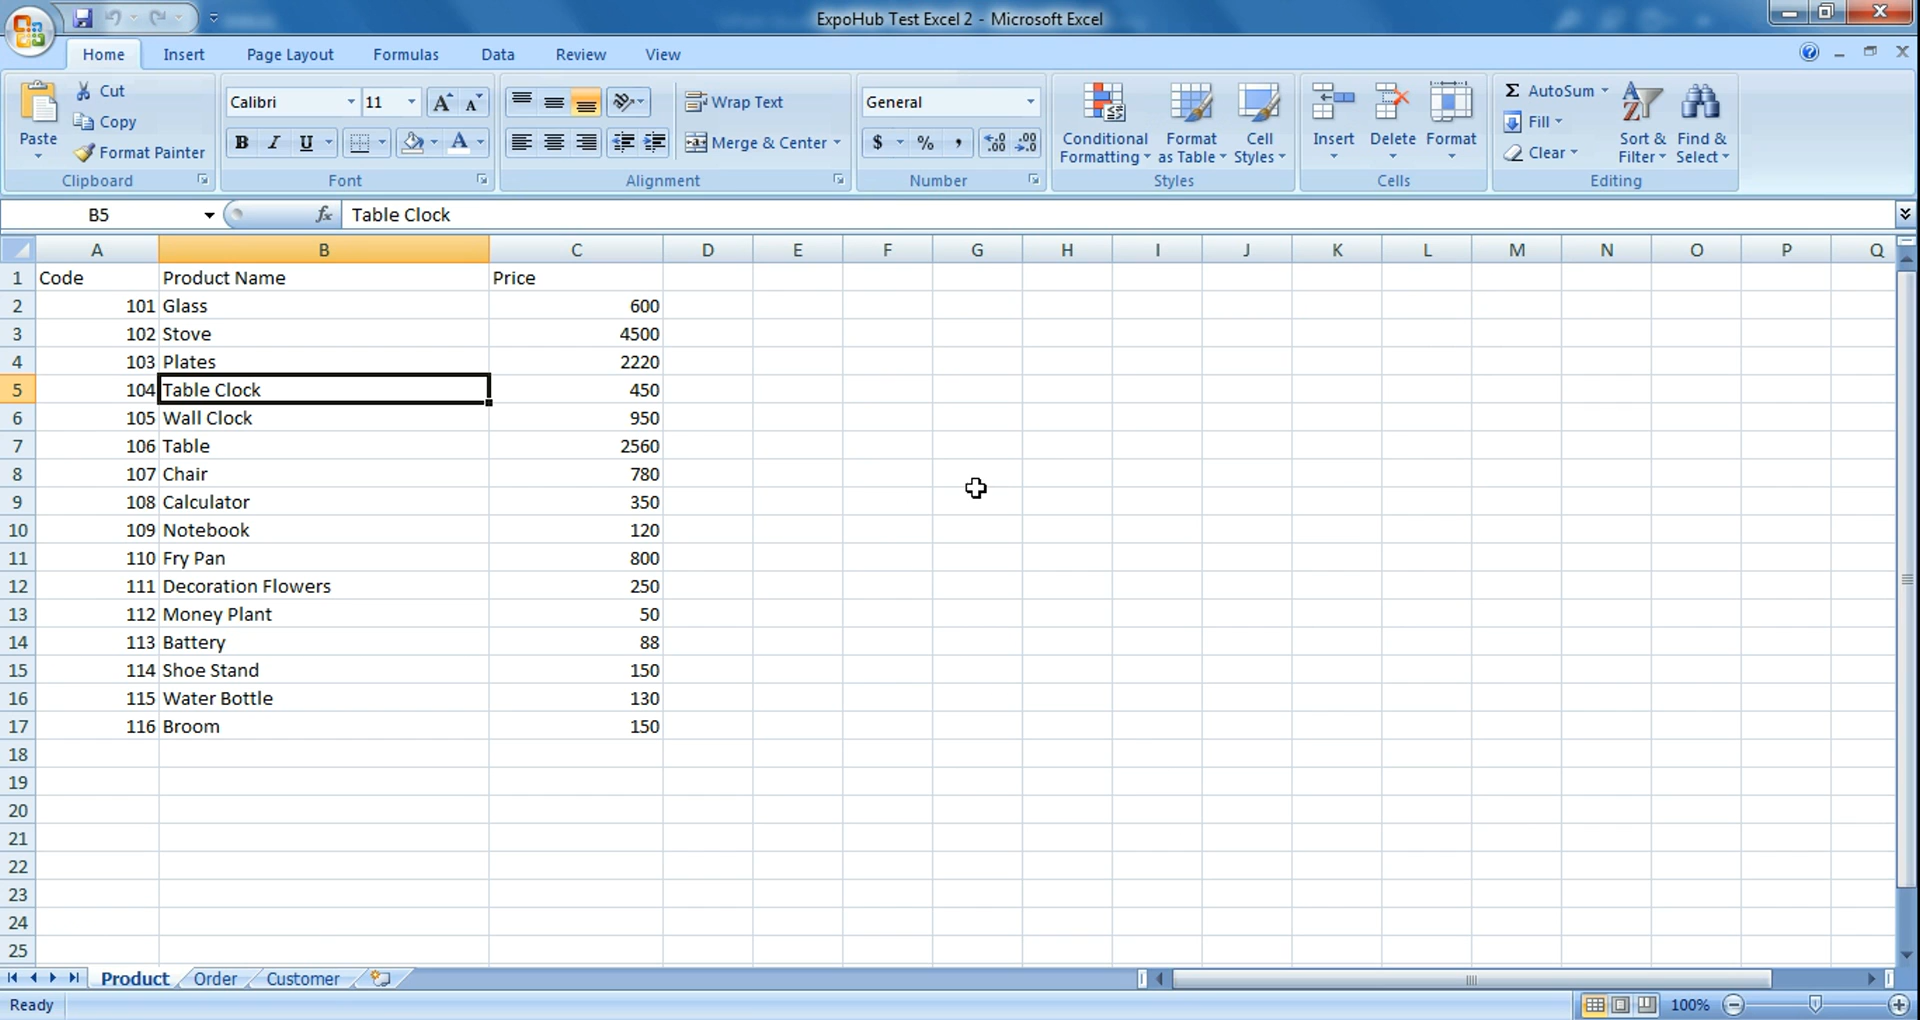 ExpoHub Test Excel 2 - Microsoft Excel
Home Insert Page Layout Formulas Data Review View
Paste
Cut
Copy
Format Painter
Clipboard
Calibri 11
B I U
Font
Wrap Text
Merge & Center
Alignment
General
$ % ,
Number
Conditional Formatting
Format as Table
Cell Styles
Styles
Insert Delete Format
Cells
Σ AutoSum
Fill
Clear
Sort & Filter
Find & Select
Editing
B5 fx Table Clock
A B C D E F G H I J K L M N O P Q
1 Code Product Name Price
2 101 Glass 600
3 102 Stove 4500
4 103 Plates 2220
5 104 Table Clock 450
6 105 Wall Clock 950
7 106 Table 2560
8 107 Chair 780
9 108 Calculator 350
10 109 Notebook 120
11 110 Fry Pan 800
12 111 Decoration Flowers 250
13 112 Money Plant 50
14 113 Battery 88
15 114 Shoe Stand 150
16 115 Water Bottle 130
17 116 Broom 150
18
19
20
21
22
23
24
25
Product Order Customer
Ready 100%